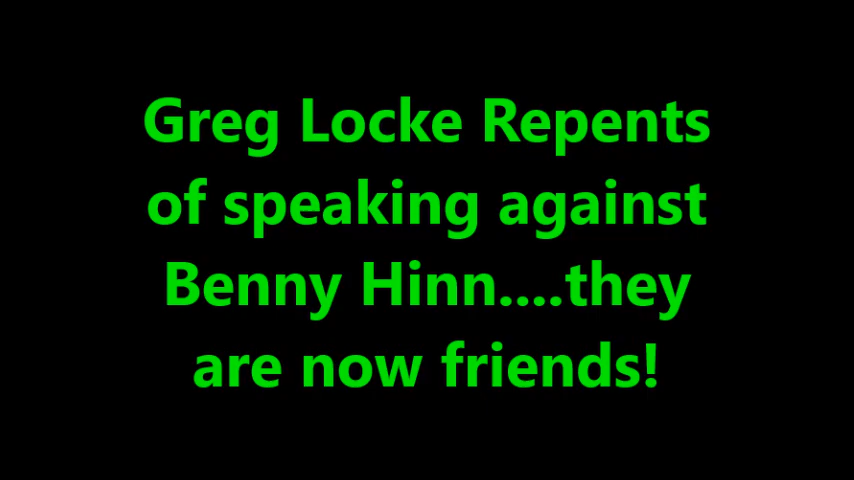 Greg Locke Repents
of speaking against
Benny Hinn....they
are now friends!